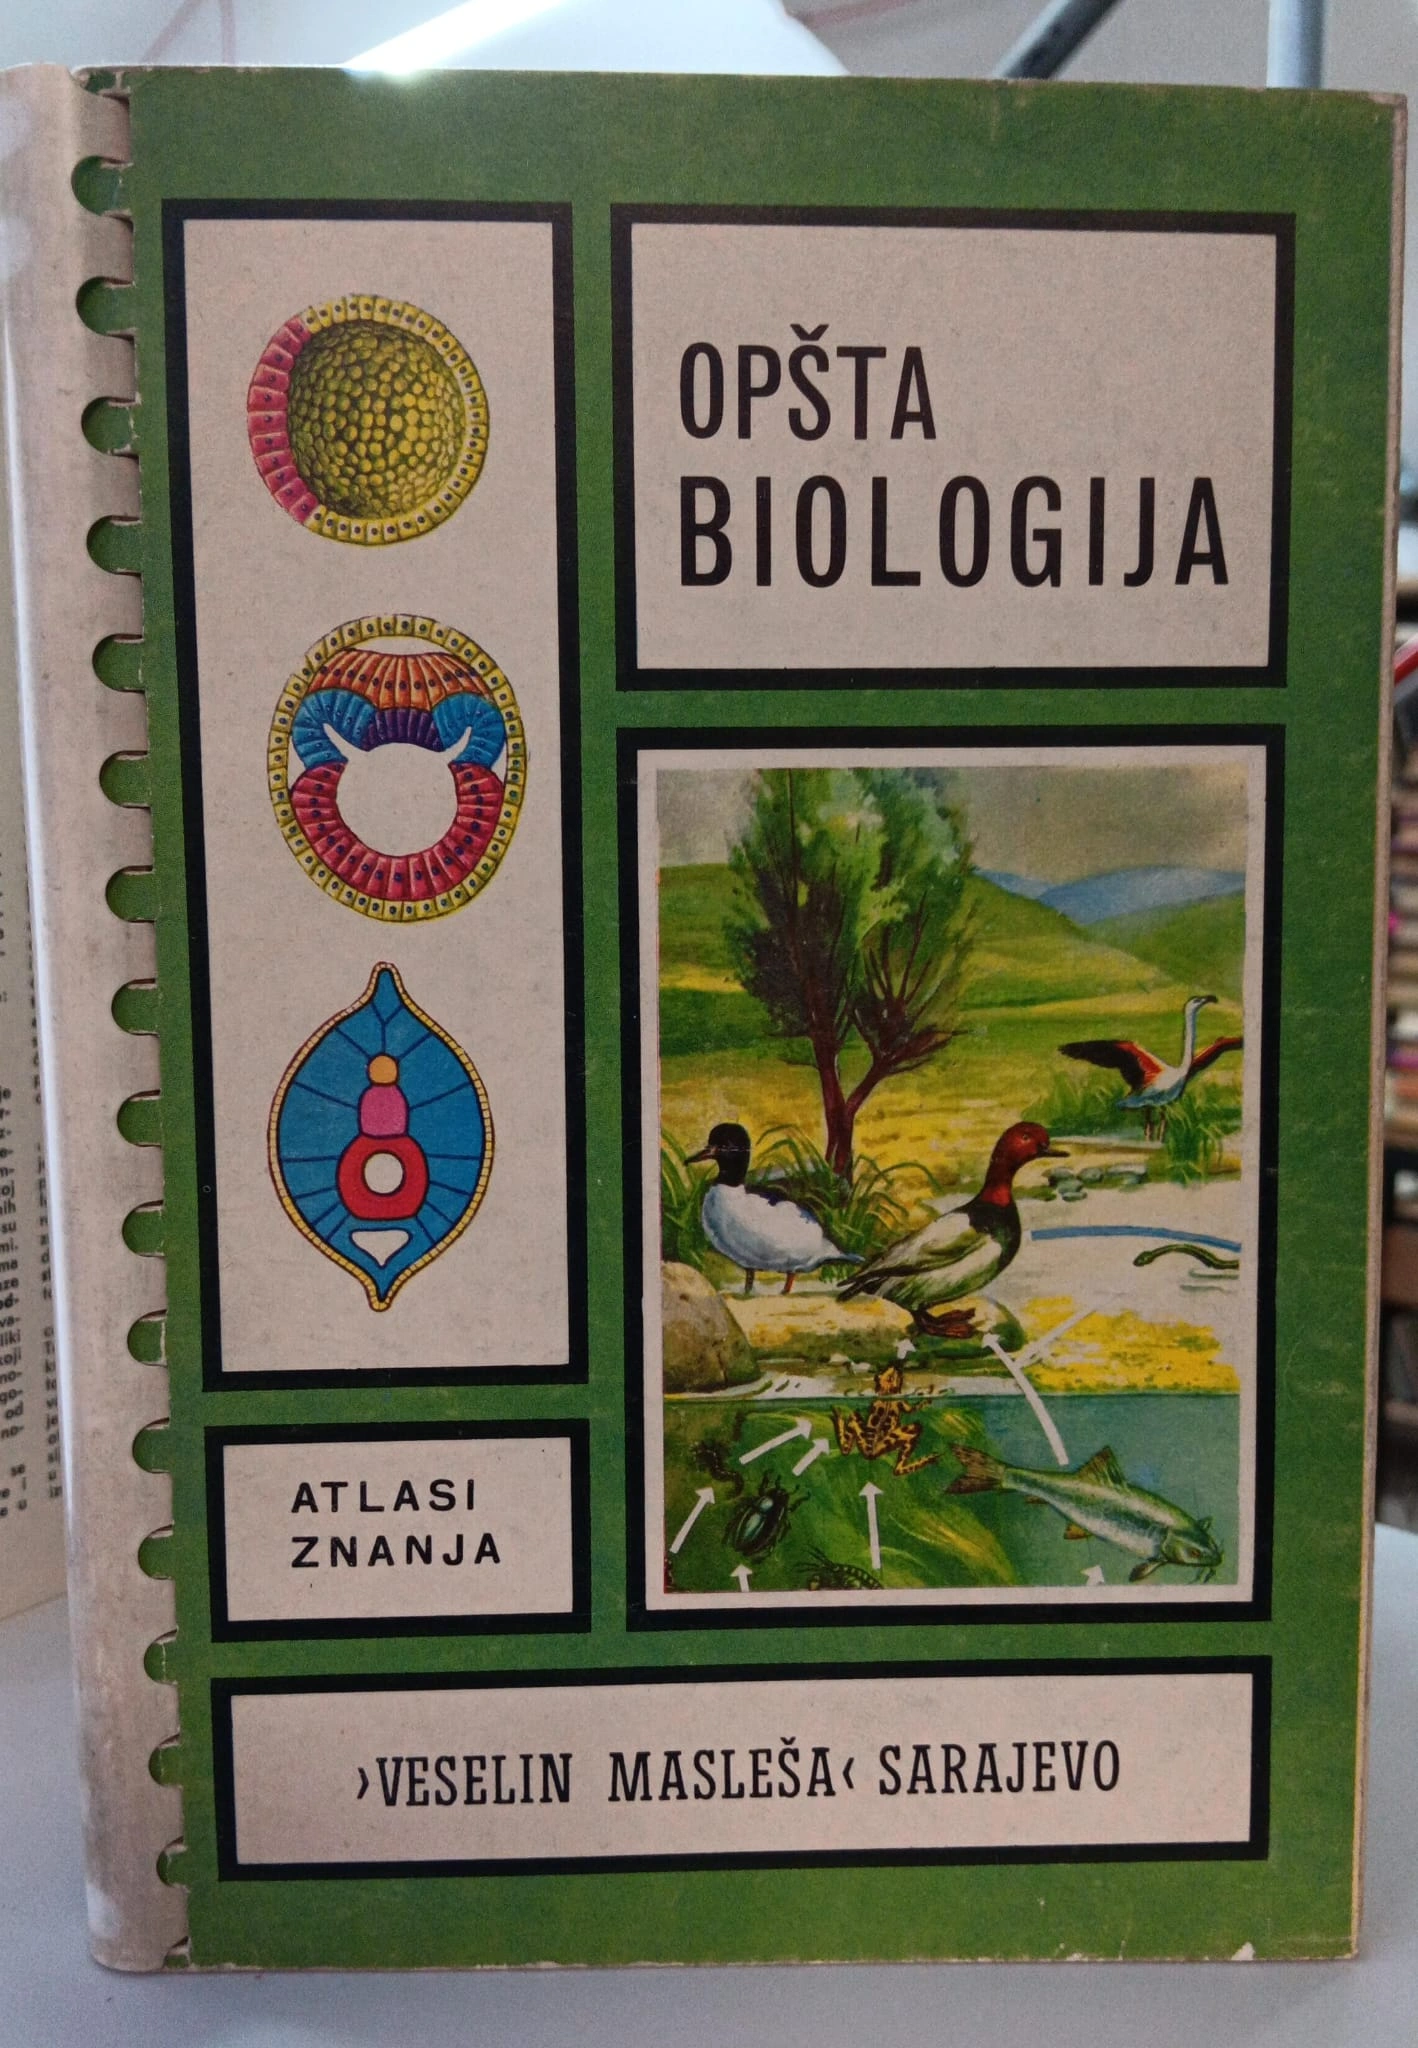 OPŠTA
BIOLOGIJA
ATLASI
ZNANJA
›VESELIN MASLEŠA‹ SARAJEVO